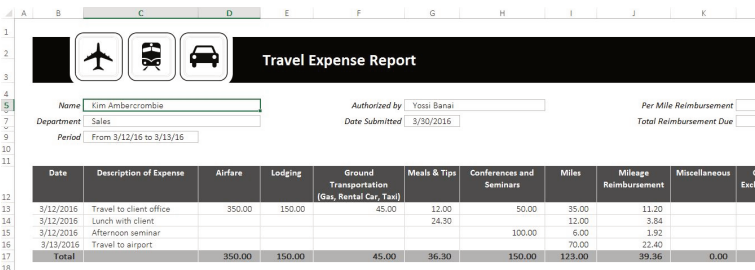 A B C D E F G H I J K
1
2 Travel Expense Report
3
4
5 Name Kim Ambercrombie Authorized by Yossi Banai Per Mile Reimbursement
7 Department Sales Date Submitted 3/30/2016 Total Reimbursement Due
9 Period From 3/12/16 to 3/13/16
10
11
12 Date Description of Expense Airfare Lodging Ground Transportation (Gas, Rental Car, Taxi) Meals & Tips Conferences and Seminars Miles Mileage Reimbursement Miscellaneous
13 3/12/2016 Travel to client office 350.00 150.00 45.00 12.00 50.00 35.00 11.20
14 3/12/2016 Lunch with client 24.30 12.00 3.84
15 3/12/2016 Afternoon seminar 100.00 6.00 1.92
16 3/13/2016 Travel to airport 70.00 22.40
17 Total 350.00 150.00 45.00 36.30 150.00 123.00 39.36 0.00
18